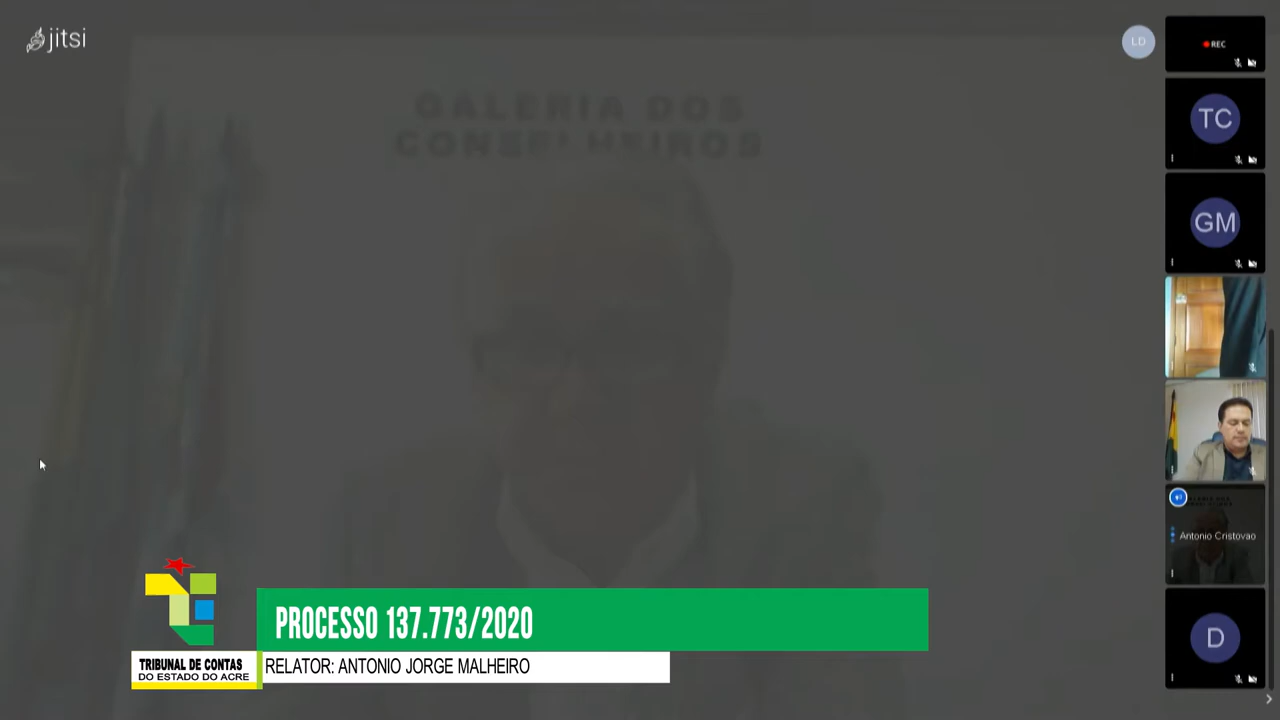 jitsi
LD
REC
GALERIA DOS
CONSELHEIROS
TC
GM
Antonio Cristovao
D
PROCESSO 137.773/2020
TRIBUNAL DE CONTAS
DO ESTADO DO ACRE
RELATOR: ANTONIO JORGE MALHEIRO